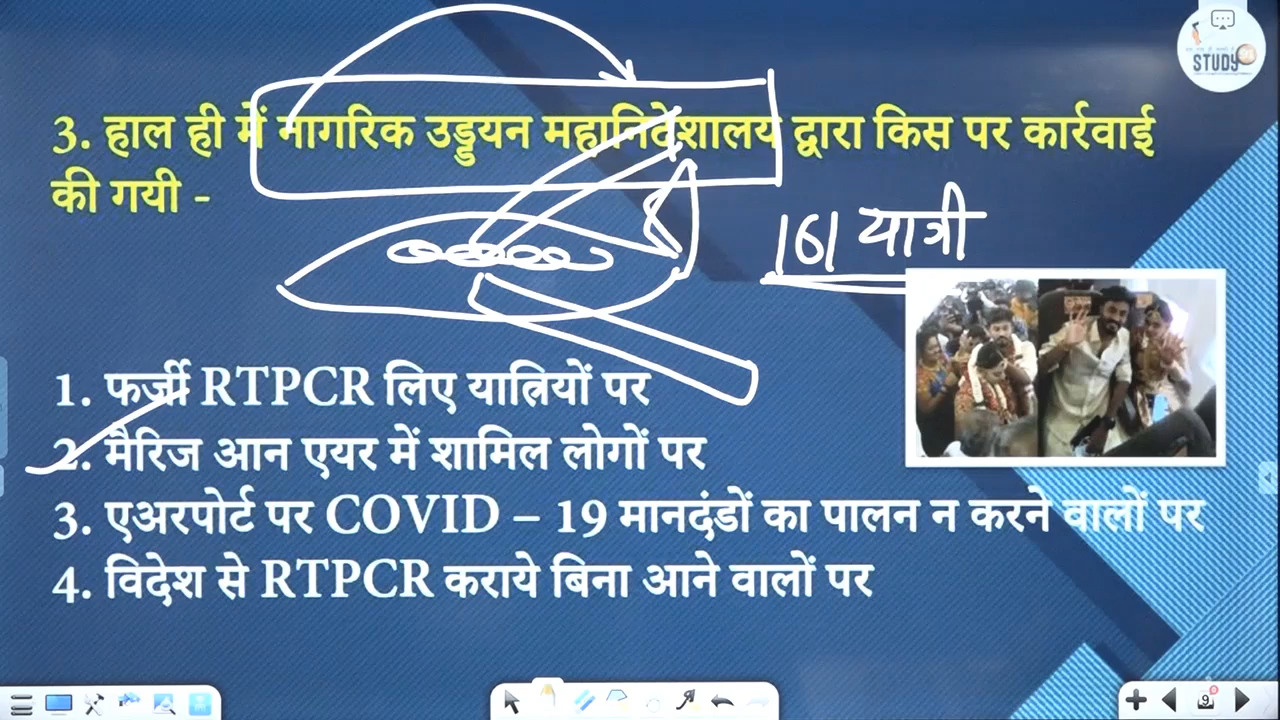 STUDY
3. हाल ही में नागरिक उड्डयन महानिदेशालय द्वारा किस पर कार्रवाई
की गयी -
161 यात्री
1. फर्जी RTPCR लिए यात्रियों पर
2. मैरिज आन एयर में शामिल लोगों पर
3. एअरपोर्ट पर COVID – 19 मानदंडों का पालन न करने वालों पर
4. विदेश से RTPCR कराये बिना आने वालों पर
9